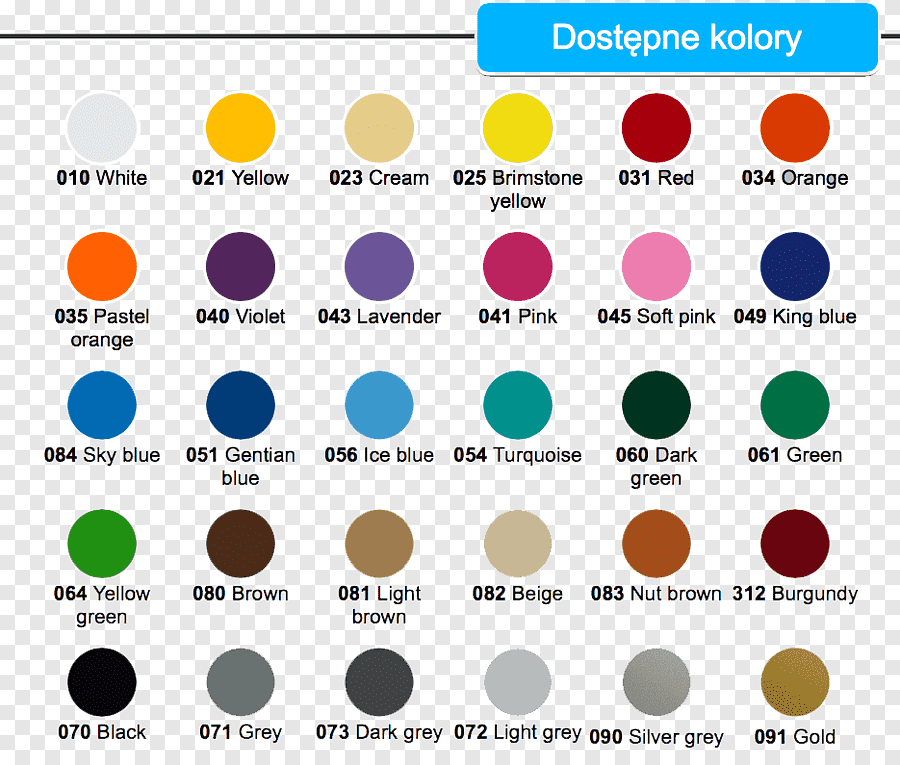 Dostępne kolory
010 White
021 Yellow
023 Cream
025 Brimstone
yellow
031 Red
034 Orange
035 Pastel
orange
040 Violet
043 Lavender
041 Pink
045 Soft pink
049 King blue
084 Sky blue
051 Gentian
blue
056 Ice blue
054 Turquoise
060 Dark
green
061 Green
064 Yellow
green
080 Brown
081 Light
brown
082 Beige
083 Nut brown
312 Burgundy
070 Black
071 Grey
073 Dark grey
072 Light grey
090 Silver grey
091 Gold